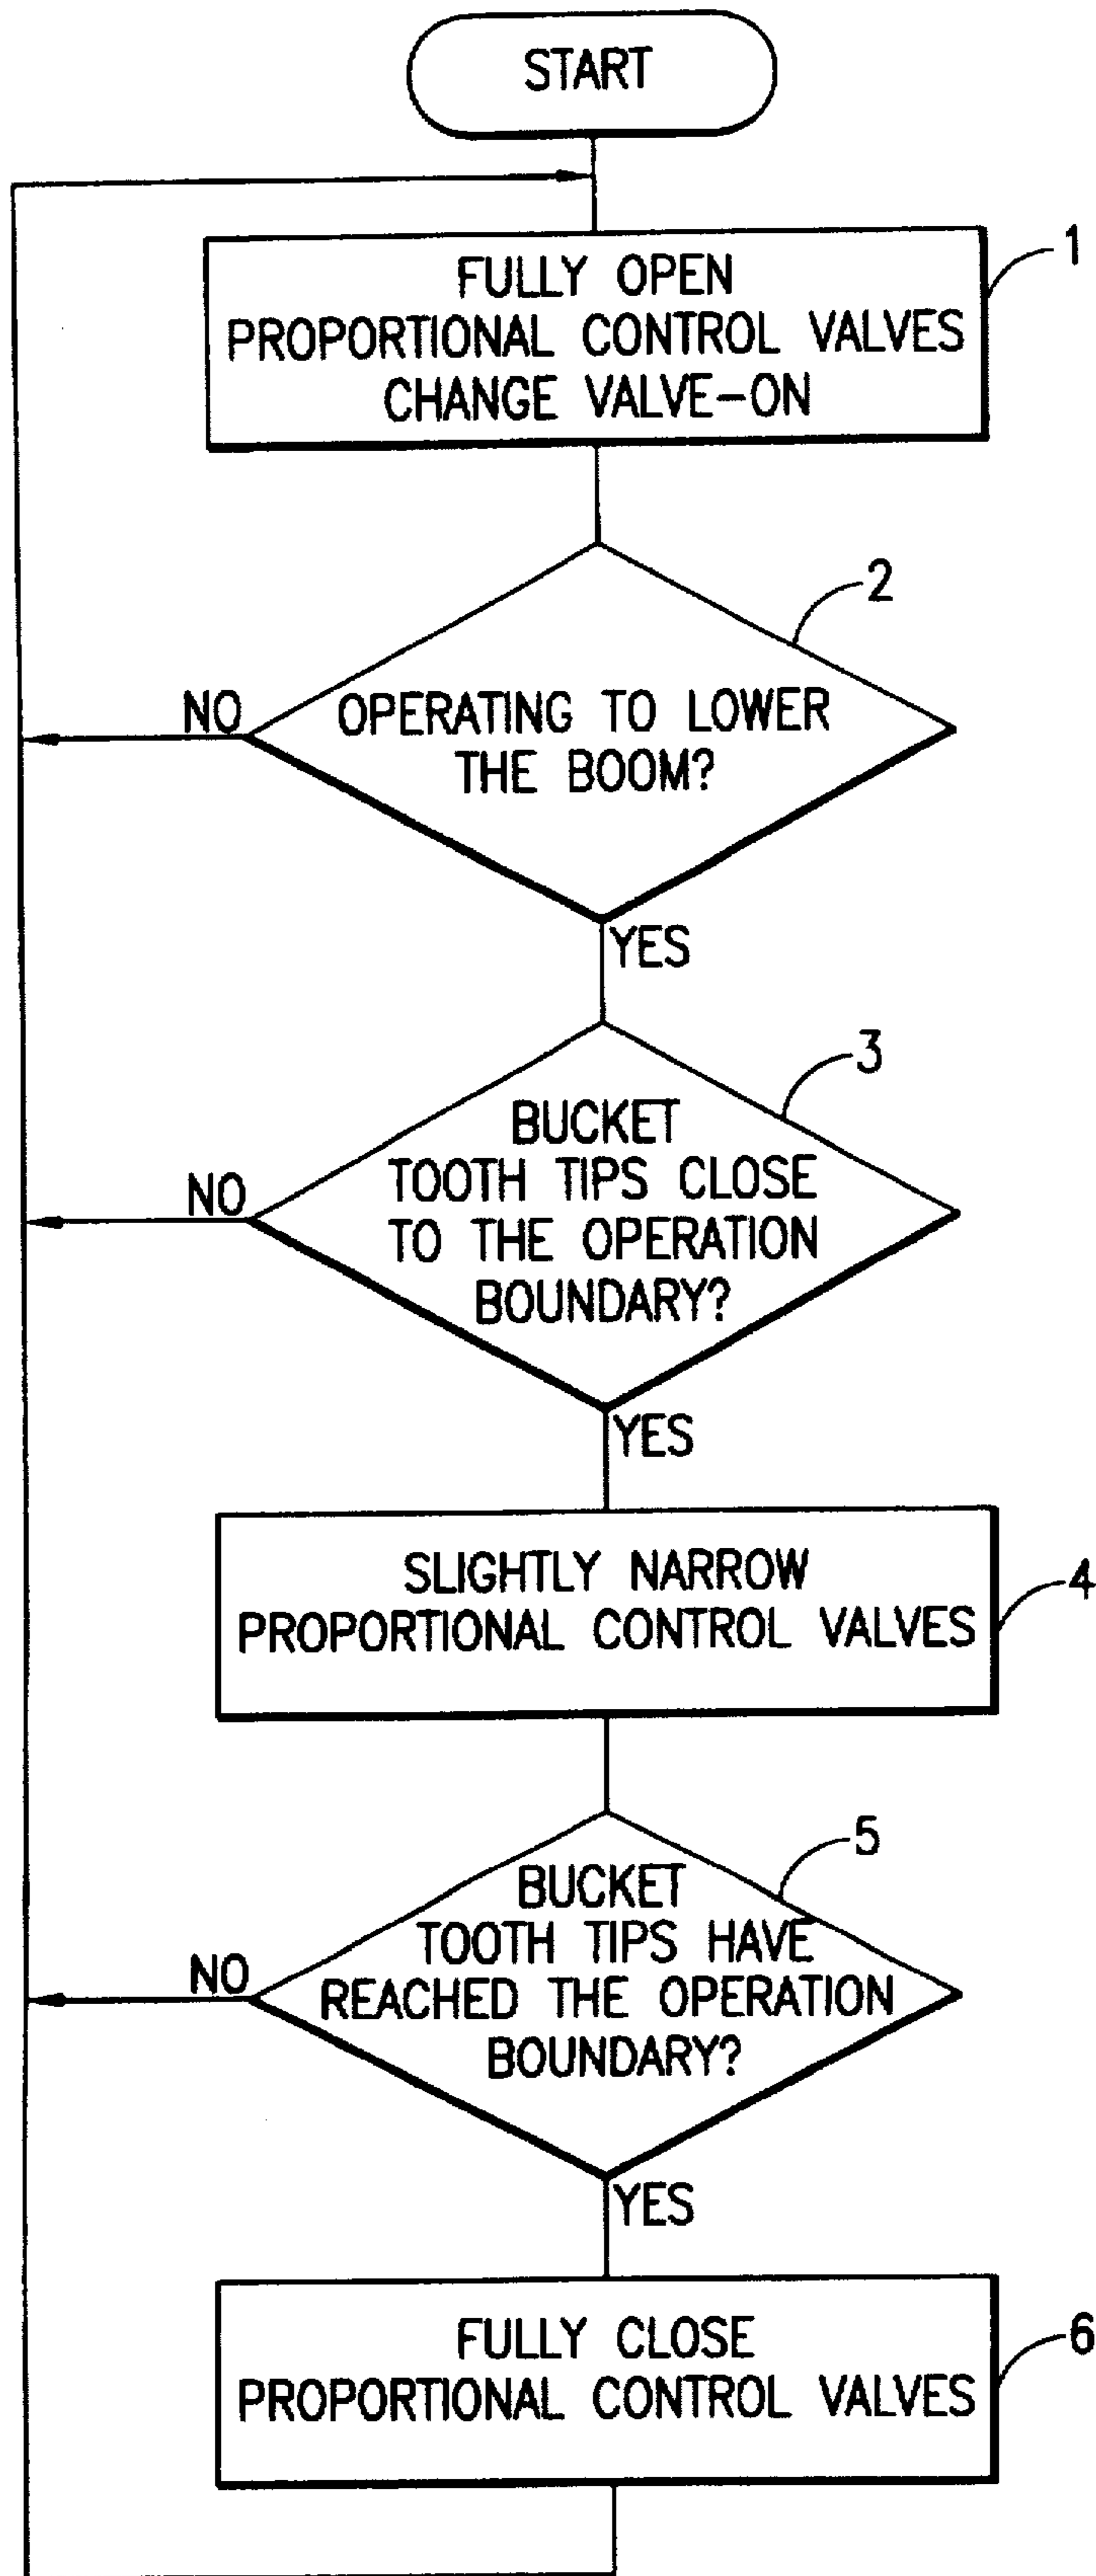 START
1
FULLY OPEN
PROPORTIONAL CONTROL VALVES
CHANGE VALVE-ON
2
NO
OPERATING TO LOWER
THE BOOM?
YES
3
BUCKET
NO
TOOTH TIPS CLOSE
TO THE OPERATION
BOUNDARY?
YES
SLIGHTLY NARROW
PROPORTIONAL CONTROL VALVES
4
5
BUCKET
TOOTH TIPS HAVE
NO
REACHED THE OPERATION
BOUNDARY?
YES
FULLY CLOSE
PROPORTIONAL CONTROL VALVES
6